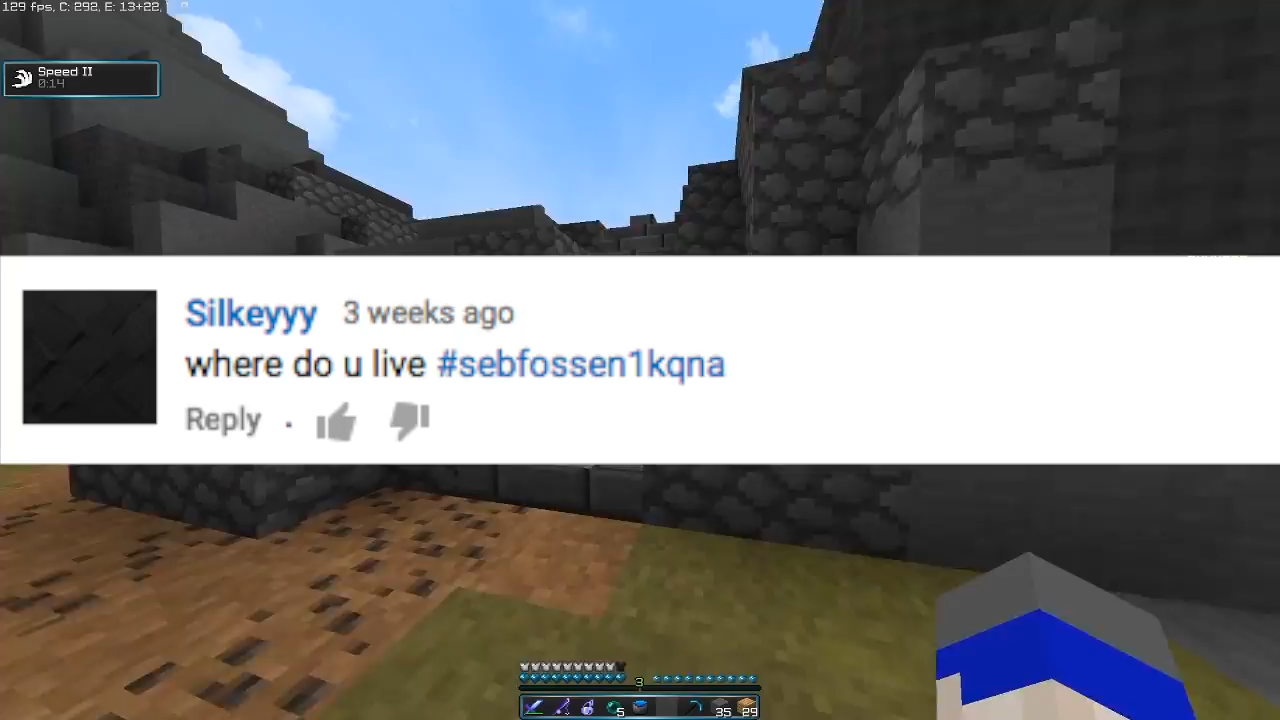 129 fps, C: 292, E: 13+22,
Speed II
0:14
Silkeyyy 3 weeks ago
where do u live #sebfossen1kqna
Reply
3
5 35 29